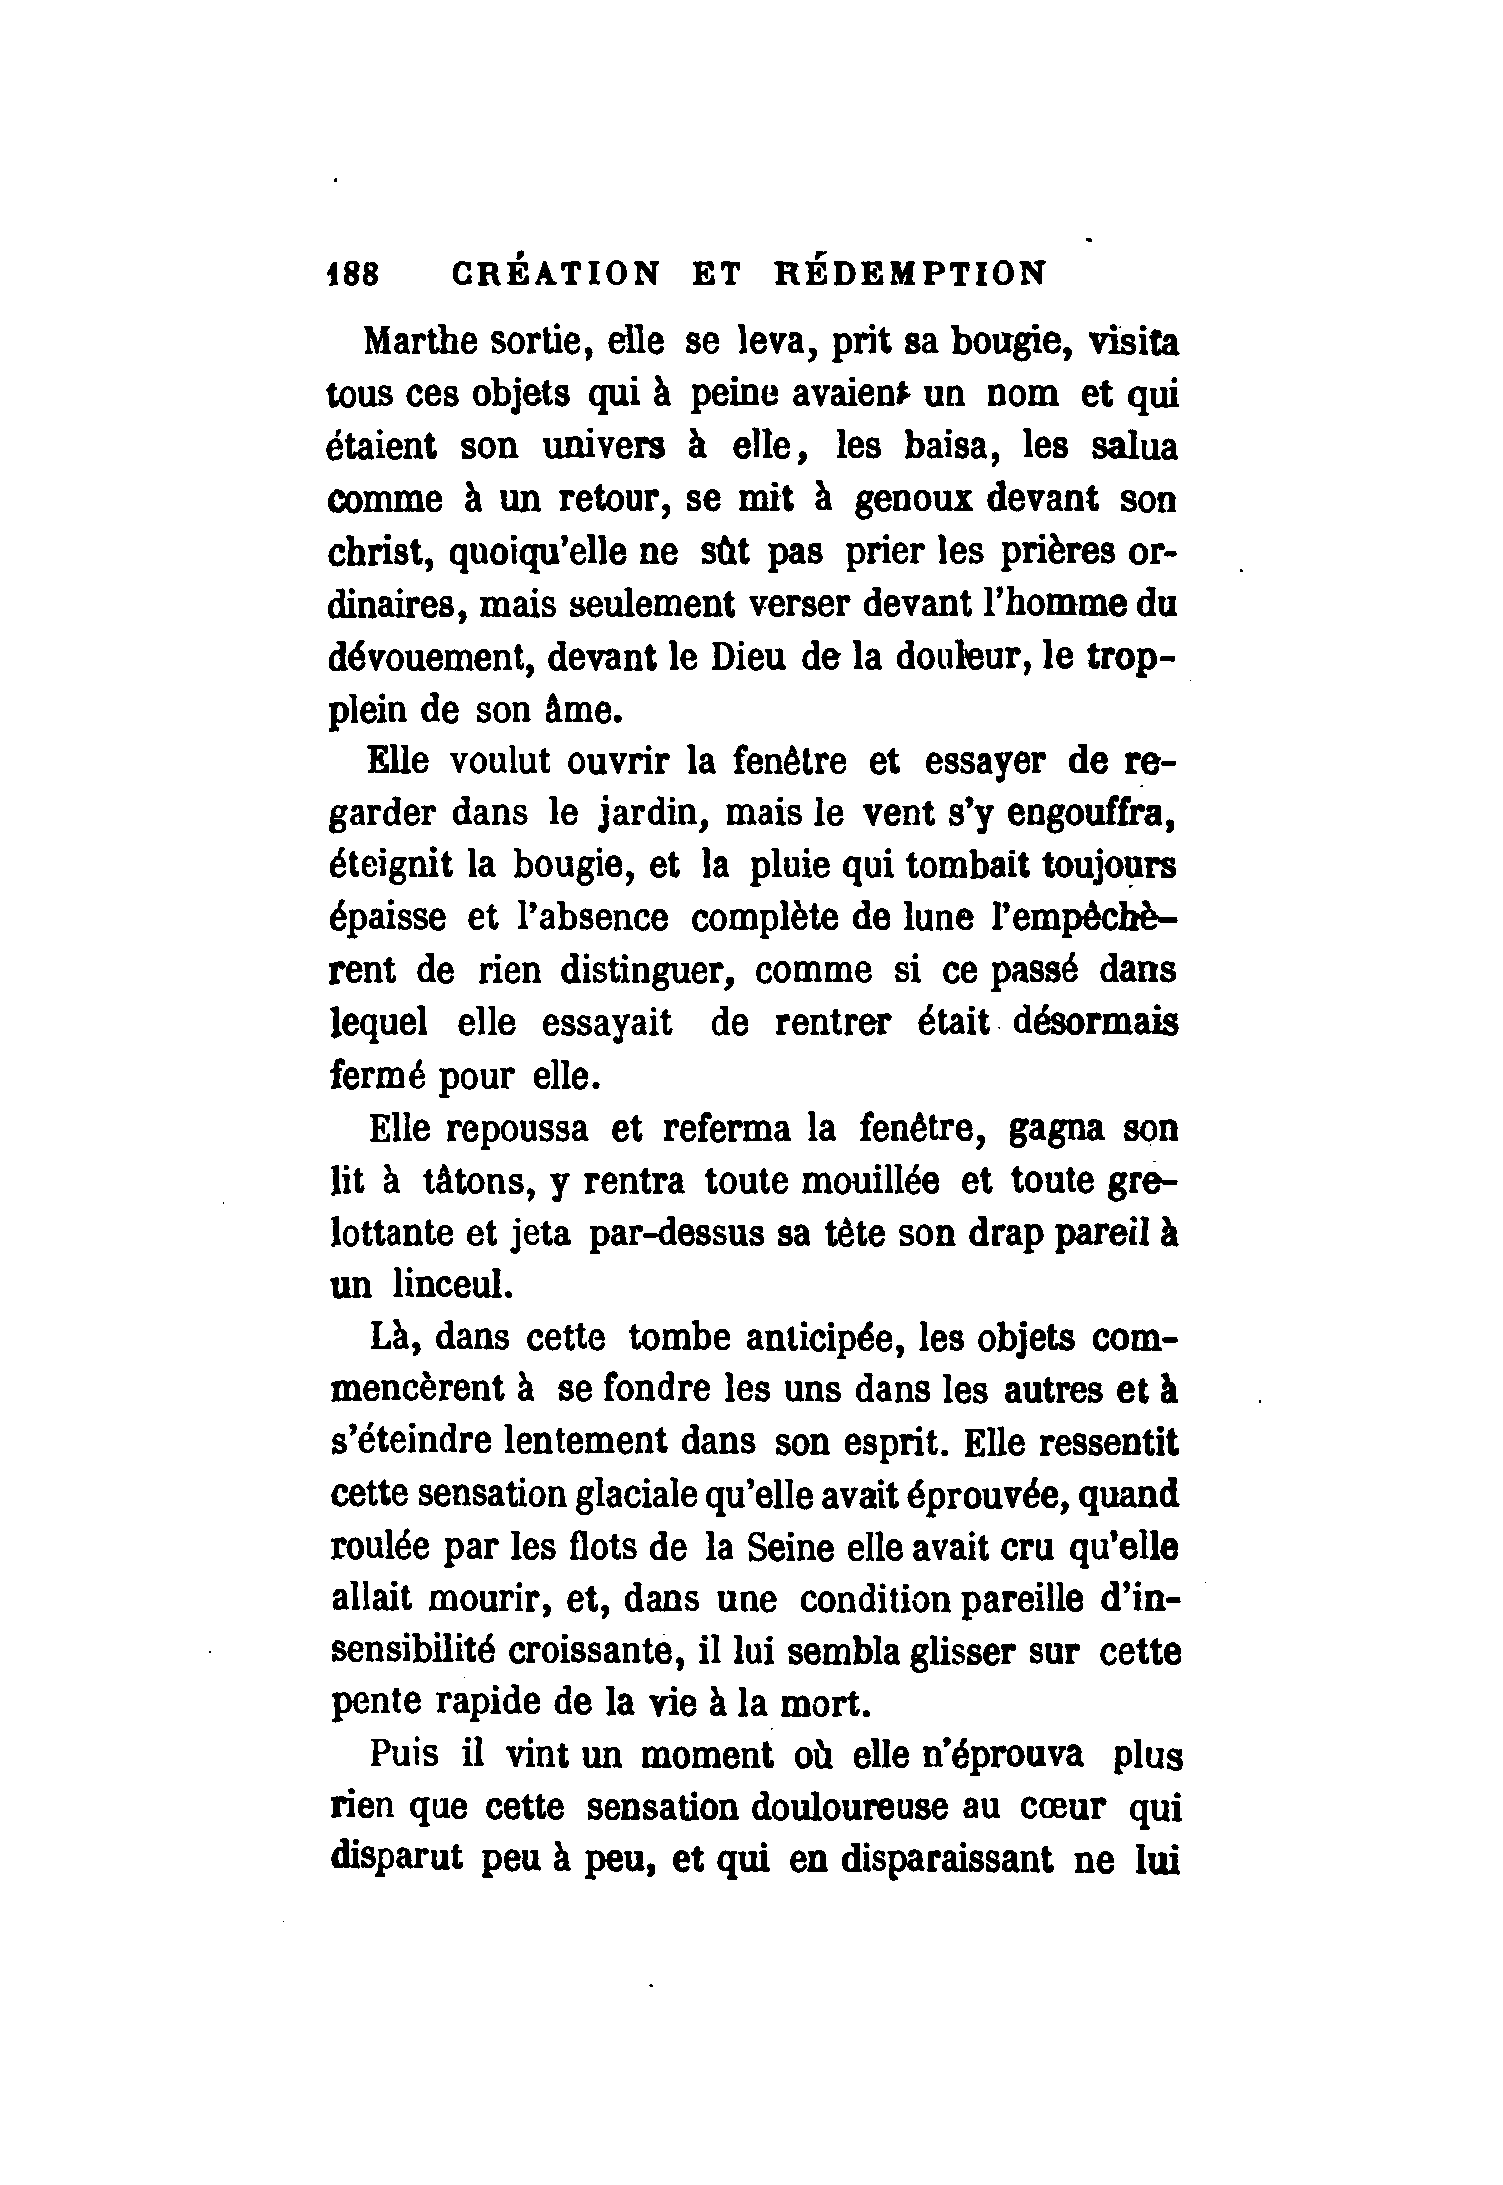 188 CRÉATION ET RÉDEMPTION
Marthe sortie, elle se leva, prit sa bougie, visita
tous ces objets qui à peine avaient un nom et qui
étaient son univers à elle, les baisa, les salua
comme à un retour, se mit à genoux devant son
christ, quoiqu'elle ne sût pas prier les prières or-
dinaires, mais seulement verser devant l'homme du
dévouement, devant le Dieu de la douleur, le trop-
plein de son âme.
Elle voulut ouvrir la fenêtre et essayer de re-
garder dans le jardin, mais le vent s'y engouffra,
éteignit la bougie, et la pluie qui tombait toujours
épaisse et l'absence complète de lune l'empêchè-
rent de rien distinguer, comme si ce passé dans
lequel elle essayait de rentrer était désormais
fermé pour elle.
Elle repoussa et referma la fenêtre, gagna son
lit à tâtons, y rentra toute mouillée et toute gre-
lottante et jeta par-dessus sa tête son drap pareil à
un linceul.
Là, dans cette tombe anticipée, les objets com-
mencèrent à se fondre les uns dans les autres et à
s'éteindre lentement dans son esprit. Elle ressentit
cette sensation glaciale qu'elle avait éprouvée, quand
roulée par les flots de la Seine elle avait cru qu'elle
allait mourir, et, dans une condition pareille d'in-
sensibilité croissante, il lui sembla glisser sur cette
pente rapide de la vie à la mort.
Puis il vint un moment où elle n'éprouva plus
rien que cette sensation douloureuse au cœur qui
disparut peu à peu, et qui en disparaissant ne lui